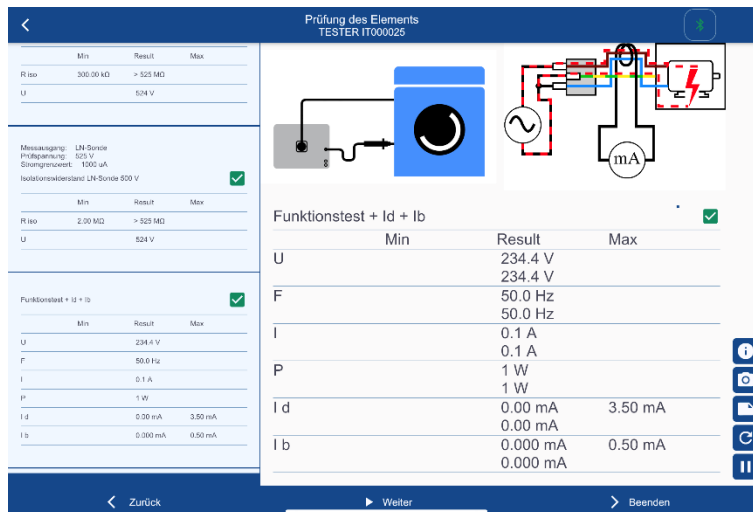 Prüfung des Elements
TESTER IT000025
Min Result Max
R iso 300.00 kΩ > 525 MΩ
U 524 V
Messausgang: LN-Sonde
Prüfspannung: 525 V
Stromgrenzwert: 1000 uA
Isolationswiderstand LN-Sonde 500 V
Min Result Max
R iso 2.00 MΩ > 525 MΩ
U 524 V
Funktionstest + Id + Ib
Min Result Max
U 234.4 V
F 50.0 Hz
I 0.1 A
P 1 W
I d 0.00 mA 3.50 mA
I b 0.000 mA 0.50 mA
mA
Funktionstest + Id + Ib
Min Result Max
U 234.4 V
234.4 V
F 50.0 Hz
50.0 Hz
I 0.1 A
0.1 A
P 1 W
1 W
I d 0.00 mA 3.50 mA
0.00 mA
I b 0.000 mA 0.50 mA
0.000 mA
Zurück
Weiter
Beenden